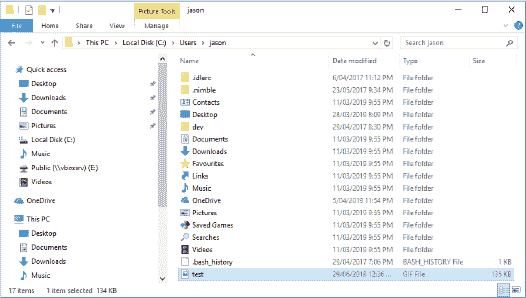 Picture Tools
jason
File Home Share View Manage
This PC Local Disk (C:) Users jason
Search jason
Name Date modified Type Size
Quick access
Desktop
Downloads
Documents
Pictures
Local Disk (C:)
Music
Public (\\vboxsrv) (E:)
Videos
OneDrive
This PC
Desktop
Documents
Downloads
Music
.idlerc 6/04/2017 11:12 PM File folder
.nimble 23/05/2017 9:34 PM File folder
Contacts 11/03/2019 9:55 PM File folder
Desktop 28/03/2019 8:09 PM File folder
dev 29/04/2017 8:30 PM File folder
Documents 11/03/2019 9:55 PM File folder
Downloads 11/03/2019 9:55 PM File folder
Favourites 11/03/2019 9:55 PM File folder
Links 11/03/2019 9:55 PM File folder
Music 11/03/2019 9:55 PM File folder
OneDrive 5/04/2019 11:54 PM File folder
Pictures 11/03/2019 9:55 PM File folder
Saved Games 11/03/2019 9:55 PM File folder
Searches 11/03/2019 9:55 PM File folder
Videos 11/03/2019 9:55 PM File folder
.bash_history 29/04/2017 7:06 PM BASH_HISTORY File 1 KB
test 29/06/2018 12:36 ... GIF File 135 KB
17 items 1 item selected 134 KB